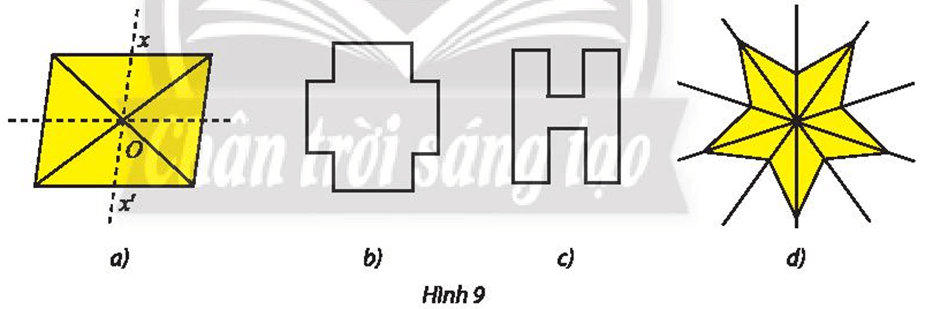 x
O
x'
Chân trời sáng tạo
a) b) c) d)
Hình 9